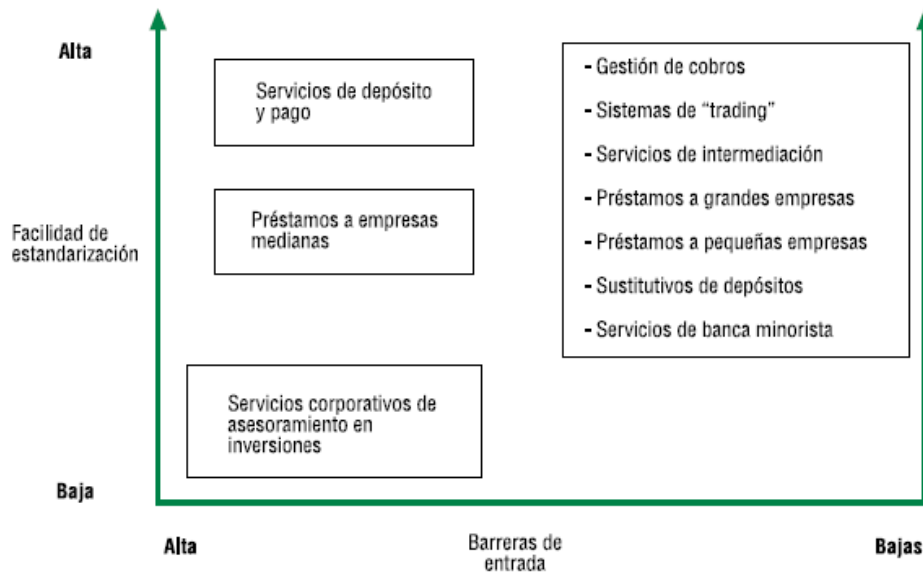 Alta
Servicios de depósito
y pago
Préstamos a empresas
medianas
Facilidad de
estandarización
Servicios corporativos de
asesoramiento en
inversiones
- Gestión de cobros
- Sistemas de “trading”
- Servicios de intermediación
- Préstamos a grandes empresas
- Préstamos a pequeñas empresas
- Sustitutivos de depósitos
- Servicios de banca minorista
Baja
Alta
Barreras de
entrada
Bajas